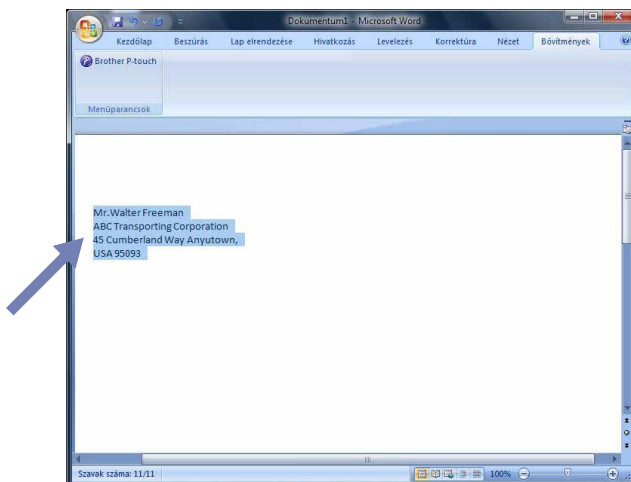 Dokumentum1 - Microsoft Word
Kezdőlap Beszúrás Lap elrendezése Hivatkozás Levelezés Korrektúra Nézet Bővítmények
Brother P-touch
Menüparancsok
Mr.Walter Freeman
ABC Transporting Corporation
45 Cumberland Way Anyutown,
USA 95093
Szavak száma: 11/11 100%